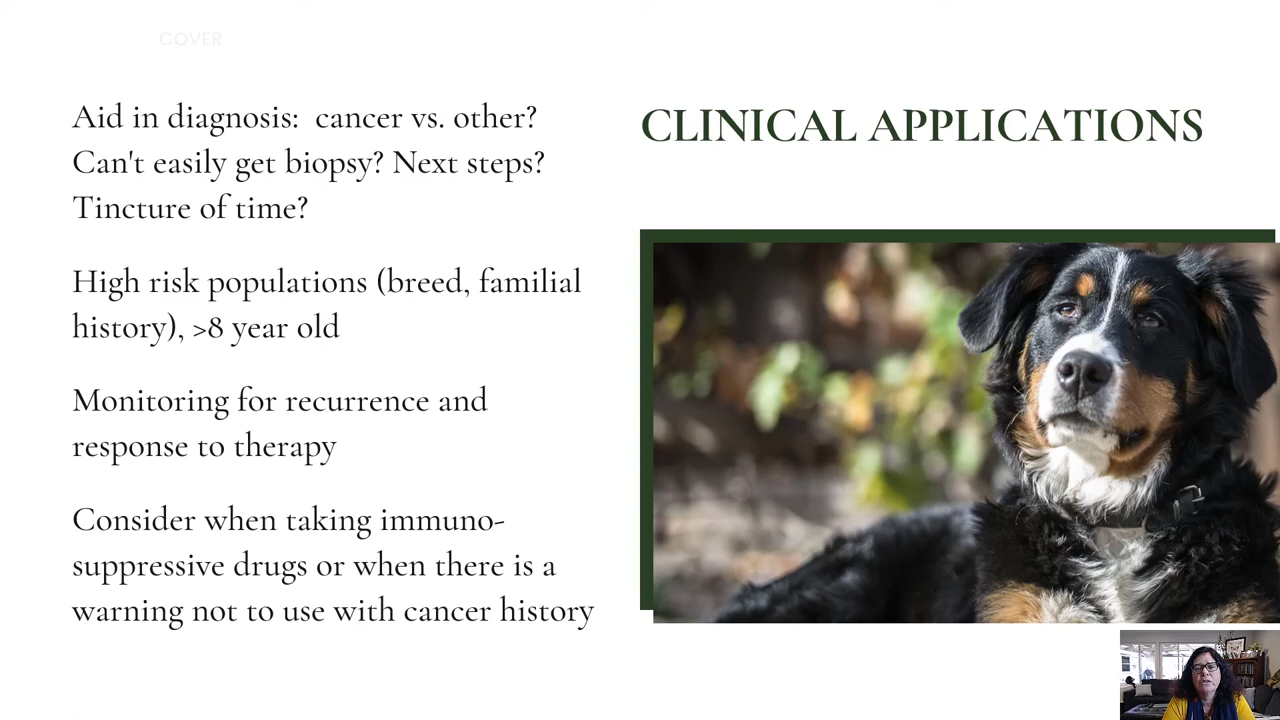 COVER
Aid in diagnosis:  cancer vs. other?
Can't easily get biopsy? Next steps?
Tincture of time?
High risk populations (breed, familial
history), >8 year old
Monitoring for recurrence and
response to therapy
Consider when taking immuno-
suppressive drugs or when there is a
warning not to use with cancer history
CLINICAL APPLICATIONS